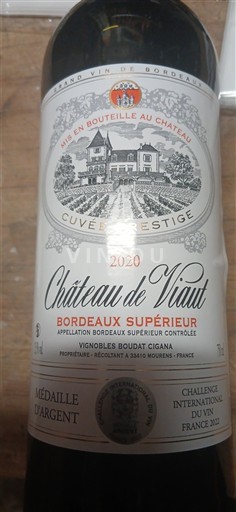 GRAND VIN DE BORDEAUX
MIS EN BOUTEILLE AU CHATEAU
CUVÉE PRESTIGE
VINOU
2020
Château de Viaut
BORDEAUX SUPÉRIEUR
APPELLATION BORDEAUX SUPÉRIEUR CONTRÔLÉE
VIGNOBLES BOUDAT CIGANA
PROPRIÉTAIRE - RÉCOLTANT A 33410 MOURENS - FRANCE
MÉDAILLE
D'ARGENT
CHALLENGE
INTERNATIONAL
DU VIN
FRANCE 2022